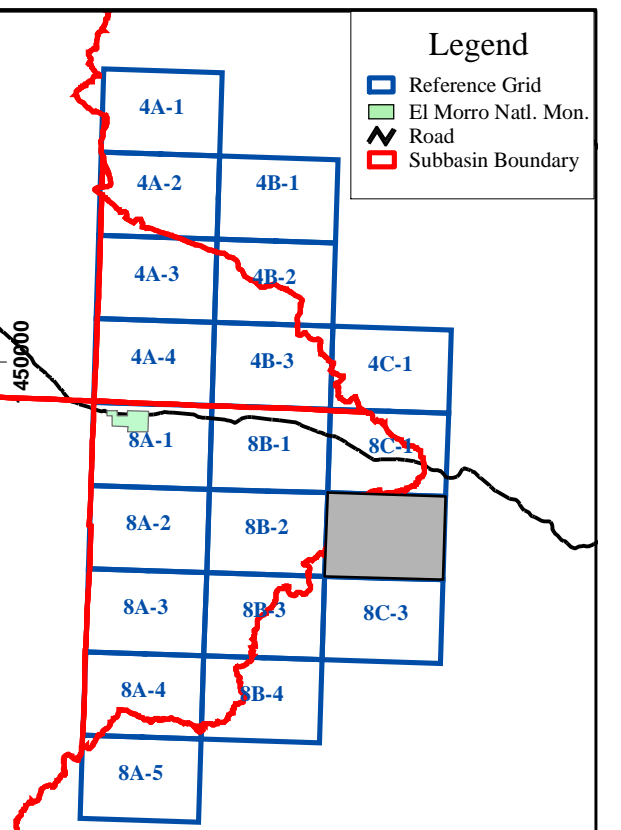 Legend
Reference Grid
El Morro Natl. Mon.
Road
Subbasin Boundary
4A-1
4A-2
4B-1
4A-3
4B-2
450000
4A-4
4B-3
4C-1
8A-1
8B-1
8C-1
8A-2
8B-2
8A-3
8B-3
8C-3
8A-4
8B-4
8A-5